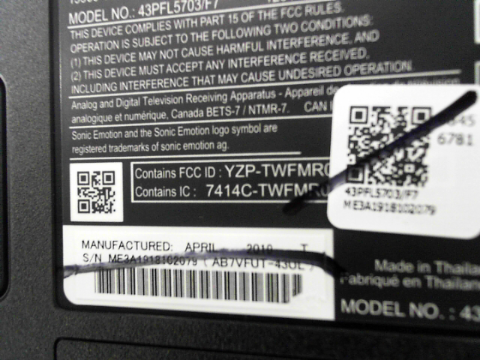 MODEL NO.: 43PFL5703/F7
THIS DEVICE COMPLIES WITH PART 15 OF THE FCC RULES.
OPERATION IS SUBJECT TO THE FOLLOWING TWO CONDITIONS:
(1) THIS DEVICE MAY NOT CAUSE HARMFUL INTERFERENCE, AND
(2) THIS DEVICE MUST ACCEPT ANY INTERFERENCE RECEIVED,
INCLUDING INTERFERENCE THAT MAY CAUSE UNDESIRED OPERATION.
Analog and Digital Television Receiving Apparatus - Appareil de
analogique et numérique, Canada BETS-7 / NTMR-7. CAN
Sonic Emotion and the Sonic Emotion logo symbol are
registered trademarks of sonic emotion ag.
Contains FCC ID : YZP-TWFMR
Contains IC : 7414C-TWFMR
6781
43PFL5703/F7
ME3A1918102079
MANUFACTURED: APRIL T
S/N ME3A1918102079 ( AB7VFUT-43UL )
Made in Thailan
Fabriqué en Thaïlan
MODEL NO. : 43